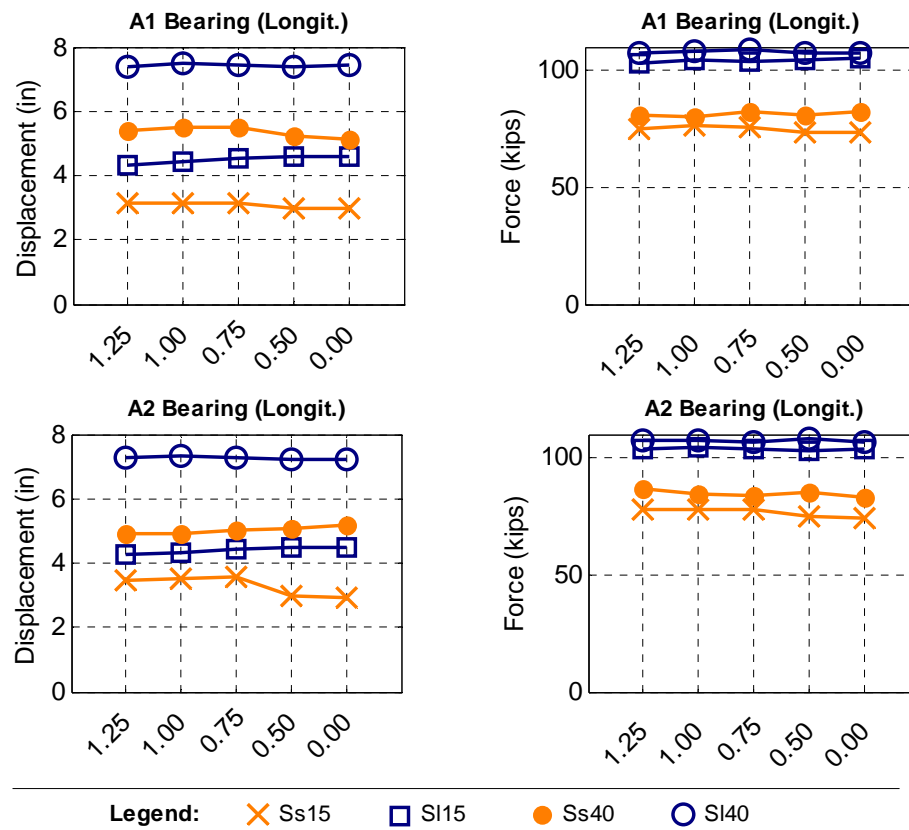 A1 Bearing (Longit.)
Displacement (in)
8
6
4
2
0
1.25 1.00 0.75 0.50 0.00
A1 Bearing (Longit.)
Force (kips)
100
50
0
1.25 1.00 0.75 0.50 0.00
A2 Bearing (Longit.)
Displacement (in)
8
6
4
2
0
1.25 1.00 0.75 0.50 0.00
A2 Bearing (Longit.)
Force (kips)
100
50
0
1.25 1.00 0.75 0.50 0.00
Legend: Ss15 Sl15 Ss40 Sl40